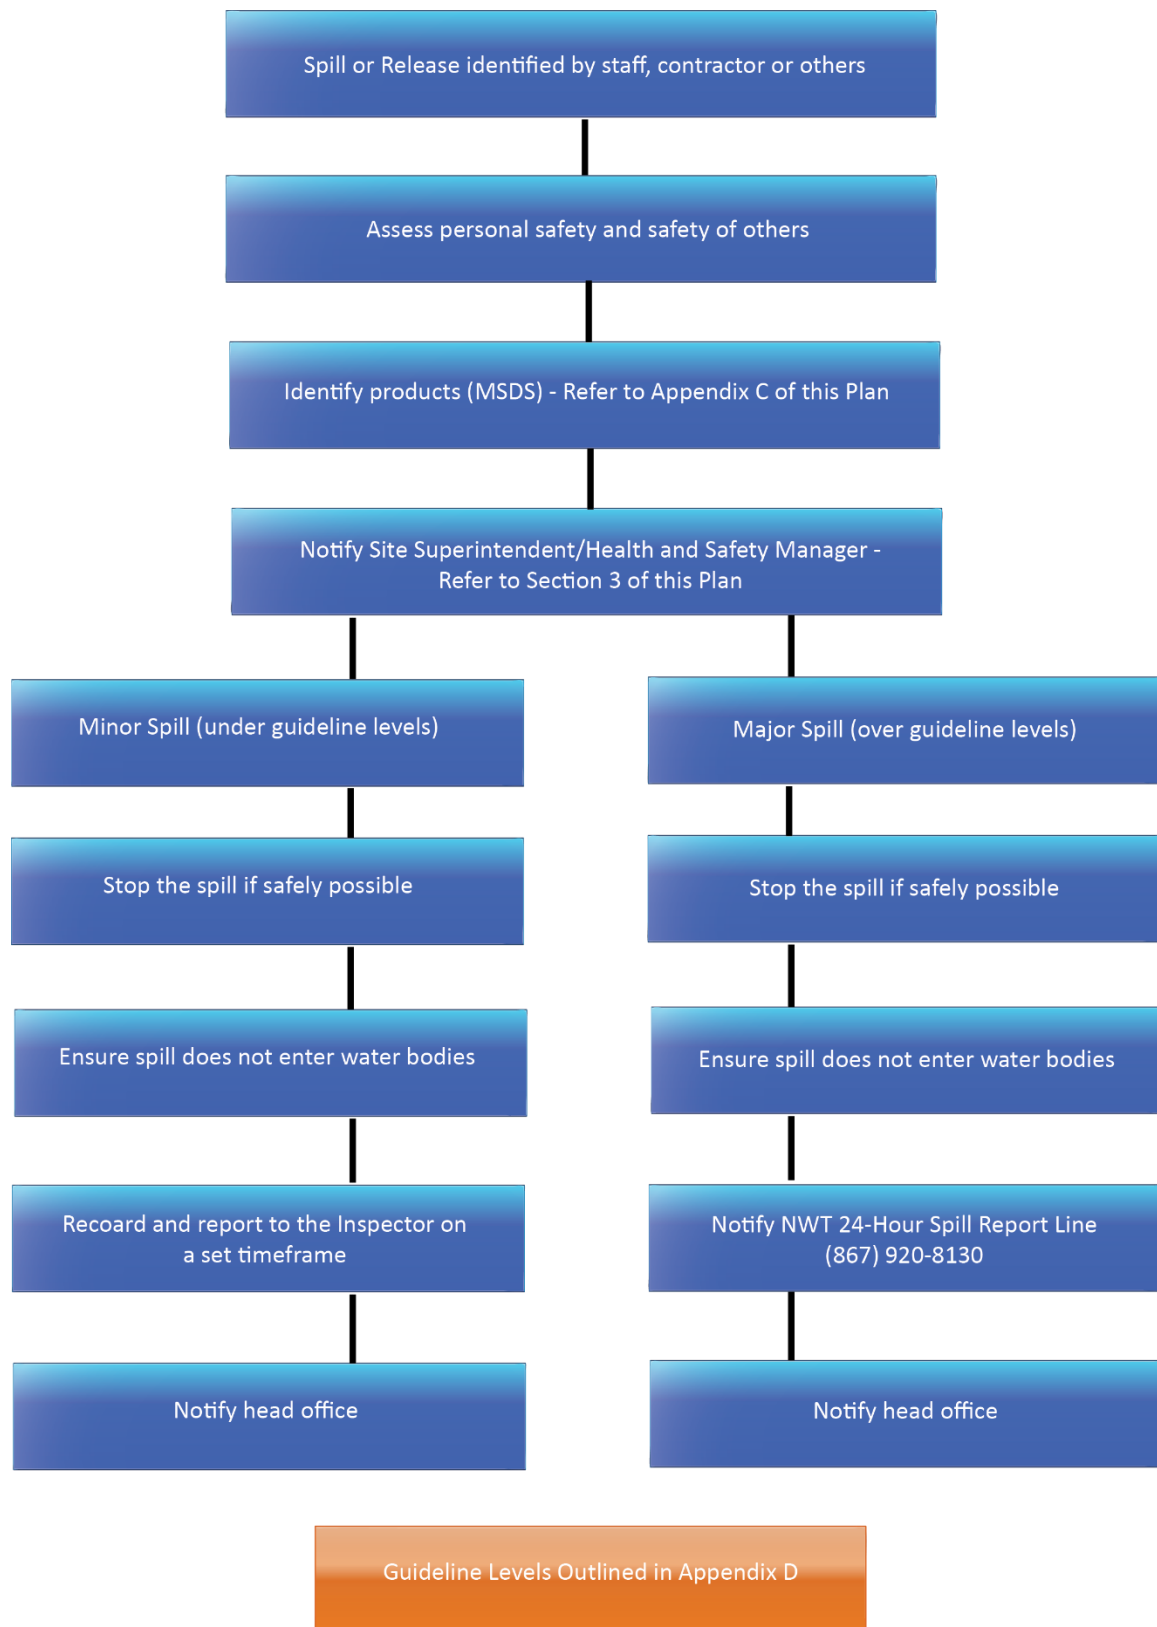 Spill or Release identified by staff, contractor or others
Assess personal safety and safety of others
Identify products (MSDS) - Refer to Appendix C of this Plan
Notify Site Superintendent/Health and Safety Manager -
Refer to Section 3 of this Plan
Minor Spill (under guideline levels)
Stop the spill if safely possible
Ensure spill does not enter water bodies
Recoard and report to the Inspector on
a set timeframe
Notify head office
Major Spill (over guideline levels)
Stop the spill if safely possible
Ensure spill does not enter water bodies
Notify NWT 24-Hour Spill Report Line
(867) 920-8130
Notify head office
Guideline Levels Outlined in Appendix D